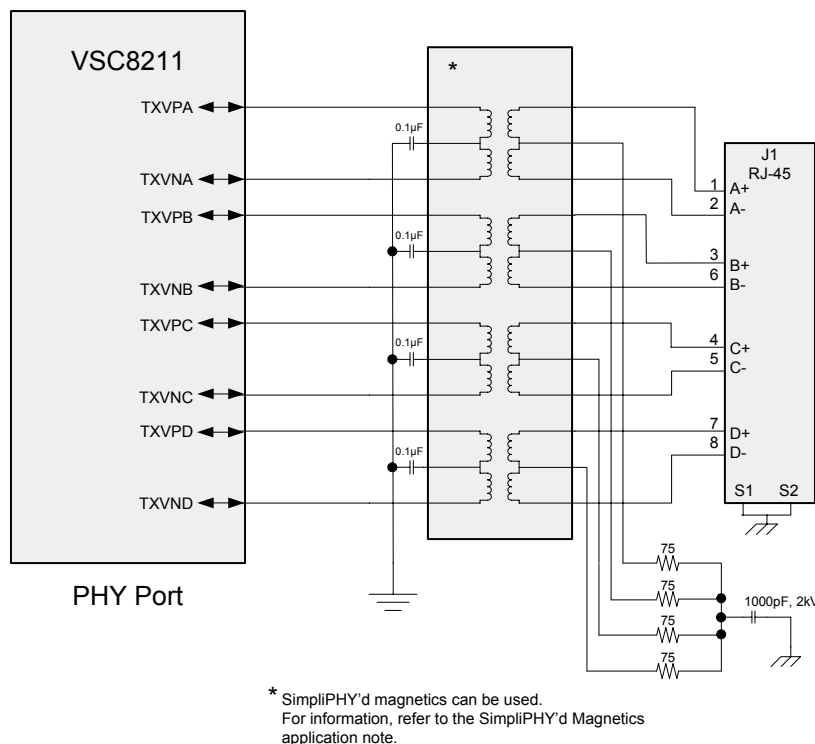 VSC8211
TXVPA
TXVNA
TXVPB
TXVNB
TXVPC
TXVNC
TXVPD
TXVND
PHY Port
0.1µF
0.1µF
0.1µF
0.1µF
*
J1
RJ-45
1 A+
2 A-
3 B+
6 B-
4 C+
5 C-
7 D+
8 D-
S1 S2
75
75
75
75
1000pF, 2kV
* SimpliPHY'd magnetics can be used.
For information, refer to the SimpliPHY'd Magnetics
application note.